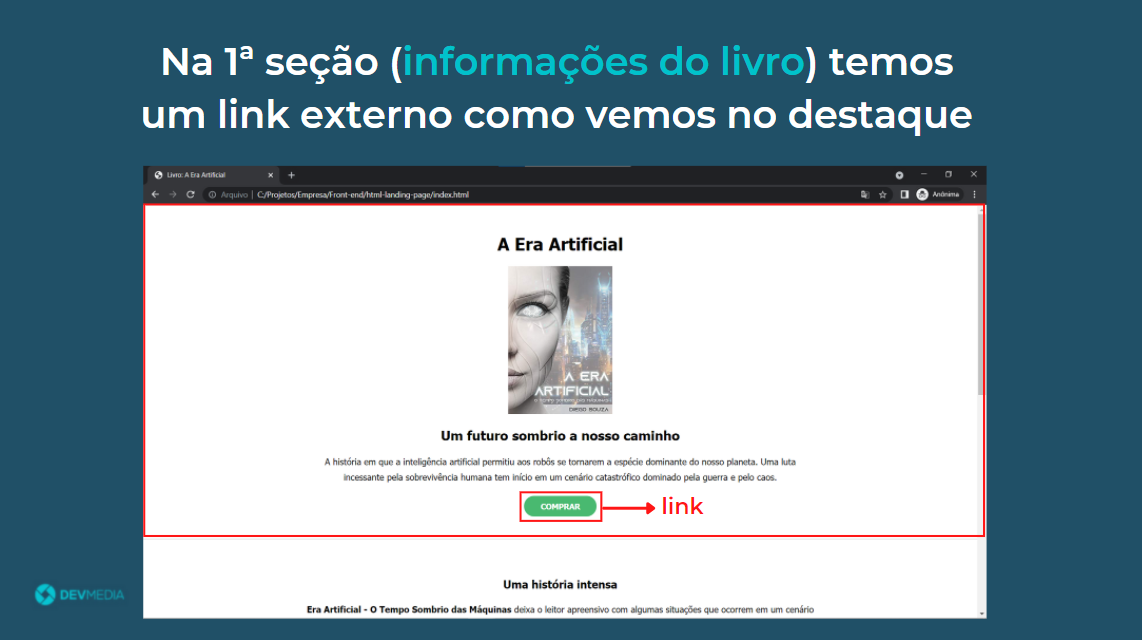 Na 1ª seção (informações do livro) temos
um link externo como vemos no destaque
Livro: A Era Artificial
Arquivo | C:/Projetos/Empresa/Front-end/html-landing-page/index.html
Anônima
A Era Artificial
A ERA
ARTIFICIAL
O TEMPO SOMBRIO DAS MÁQUINAS
DIEGO SOUZA
Um futuro sombrio a nosso caminho
A história em que a inteligência artificial permitiu aos robôs se tornarem a espécie dominante do nosso planeta. Uma luta
incessante pela sobrevivência humana tem início em um cenário catastrófico dominado pela guerra e pelo caos.
COMPRAR
link
Uma história intensa
Era Artificial - O Tempo Sombrio das Máquinas deixa o leitor apreensivo com algumas situações que ocorrem em um cenário
DEVMEDIA